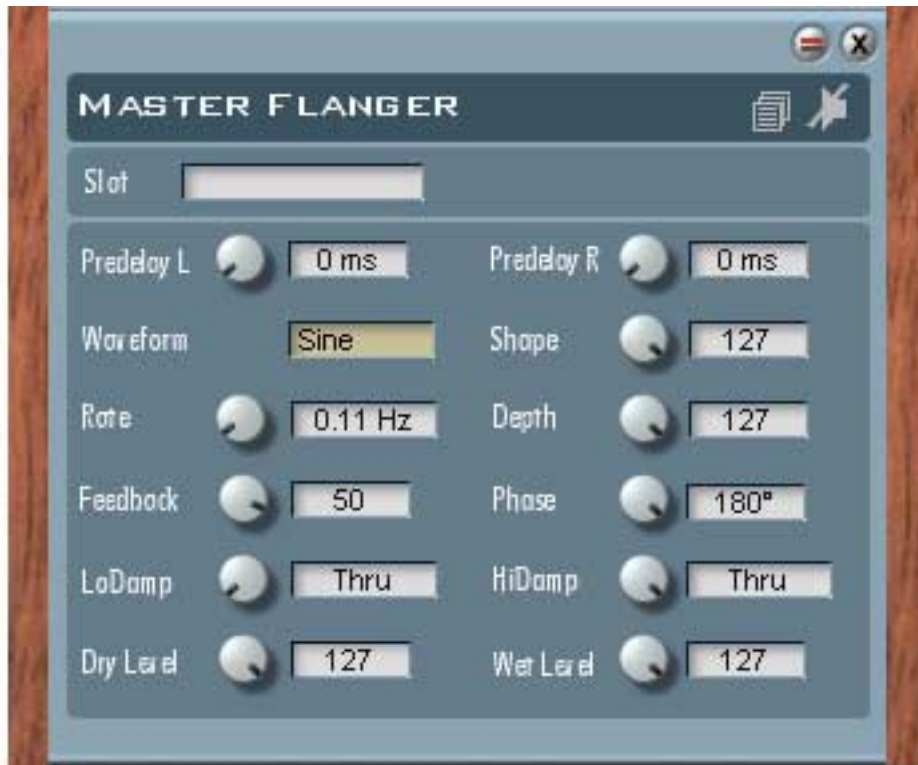 MASTER FLANGER
Slot
Predelay L 0 ms Predelay R 0 ms
Waveform Sine Shape 127
Rate 0.11 Hz Depth 127
Feedback 50 Phase 180°
LoDamp Thru HiDamp Thru
Dry Level 127 Wet Level 127